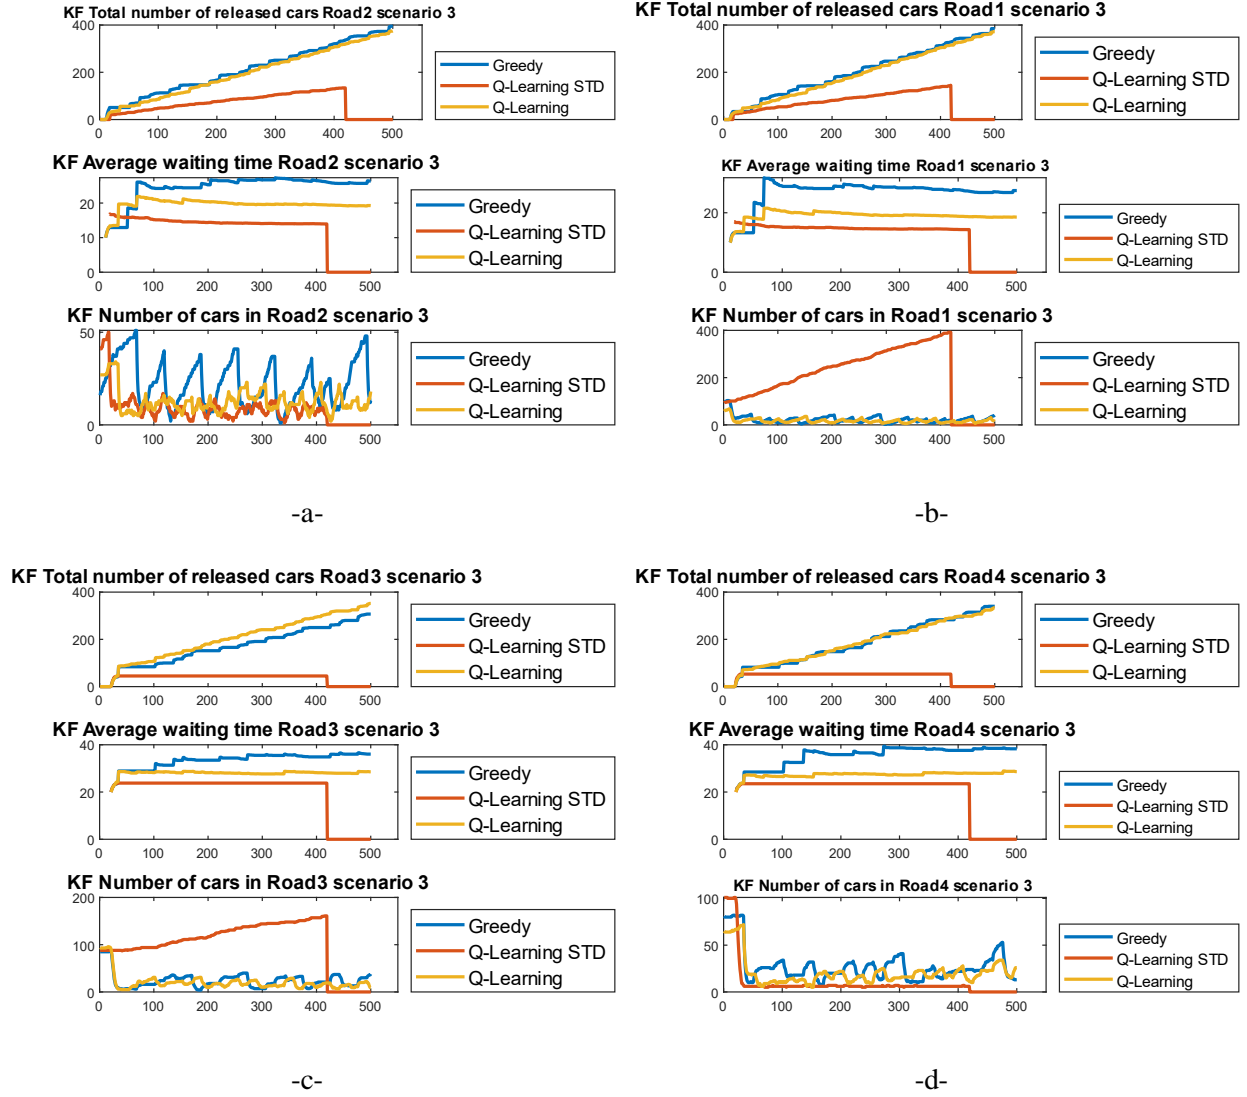 KF Total number of released cars Road2 scenario 3
400
200
0
0 100 200 300 400 500
Greedy
Q-Learning STD
Q-Learning
KF Average waiting time Road2 scenario 3
20
10
0
0 100 200 300 400 500
Greedy
Q-Learning STD
Q-Learning
KF Number of cars in Road2 scenario 3
50
0
0 100 200 300 400 500
Greedy
Q-Learning STD
Q-Learning
-a-
KF Total number of released cars Road1 scenario 3
400
200
0
0 100 200 300 400 500
Greedy
Q-Learning STD
Q-Learning
KF Average waiting time Road1 scenario 3
20
0
0 100 200 300 400 500
Greedy
Q-Learning STD
Q-Learning
KF Number of cars in Road1 scenario 3
400
200
0
0 100 200 300 400 500
Greedy
Q-Learning STD
Q-Learning
-b-
KF Total number of released cars Road3 scenario 3
400
200
0
0 100 200 300 400 500
Greedy
Q-Learning STD
Q-Learning
KF Average waiting time Road3 scenario 3
40
20
0
0 100 200 300 400 500
Greedy
Q-Learning STD
Q-Learning
KF Number of cars in Road3 scenario 3
200
100
0
0 100 200 300 400 500
Greedy
Q-Learning STD
Q-Learning
-c-
KF Total number of released cars Road4 scenario 3
400
200
0
0 100 200 300 400 500
Greedy
Q-Learning STD
Q-Learning
KF Average waiting time Road4 scenario 3
40
20
0
0 100 200 300 400 500
Greedy
Q-Learning STD
Q-Learning
KF Number of cars in Road4 scenario 3
100
50
0
0 100 200 300 400 500
Greedy
Q-Learning STD
Q-Learning
-d-